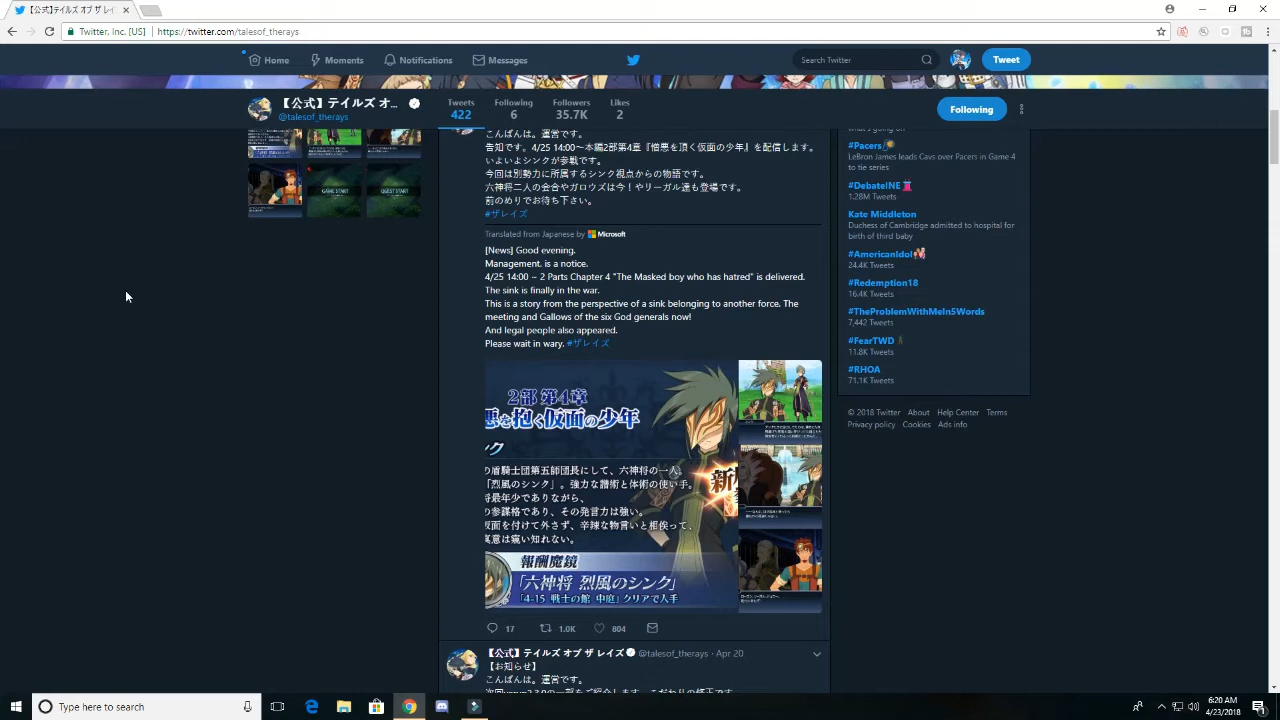 【公式】テイルズ オブ ザ レイ
Twitter, Inc. [US]
https://twitter.com/talesof_therays
Home
Moments
Notifications
Messages
Search Twitter
Tweet
【公式】テイルズ オ...
@talesof_therays
Tweets
422
Following
6
Followers
35.7K
Likes
2
Following
GAME START
QUEST START
こんばんは。運営です。
告知です。4/25 14:00～本編2部第4章『憎悪を頂く仮面の少年』を配信します。
いよいよシンクが参戦です。
今回は別勢力に所属するシンク視点からの物語です。
六神将二人の会合やガロウズは今！やリーガル達も登場です。
前のめりでお待ち下さい。
#ザレイズ
Translated from Japanese by Microsoft
[News] Good evening.
Management. is a notice.
4/25 14:00 ~ 2 Parts Chapter 4 "The Masked boy who has hatred" is delivered.
The sink is finally in the war.
This is a story from the perspective of a sink belonging to another force. The
meeting and Gallows of the six God generals now!
And legal people also appeared.
Please wait in wary. #ザレイズ
2部 第4章
悪を抱く仮面の少年
ンク
の盾騎士団第五師団長にして、六神将の一人。
「烈風のシンク」。強力な譜術と体術の使い手。
将最年少でありながら、
の参謀格であり、その発言力は強い。
仮面を付けて外さず、辛辣な物言いと相俟って、
真意は窺い知れない。
新
報酬魔鏡
「六神将 烈風のシンク」
「4-15 戦士の館 中庭」クリアで入手
17
1.0K
804
【公式】テイルズ オブ ザ レイズ @talesof_therays · Apr 20
【お知らせ】
こんばんは。運営です。
what's going on
#Pacers
LeBron James leads Cavs over Pacers in Game 4
to tie series
#DebateINE
1.28M Tweets
Kate Middleton
Duchess of Cambridge admitted to hospital for
birth of third baby
#AmericanIdol
24.4K Tweets
#Redemption18
16.4K Tweets
#TheProblemWithMeIn5Words
7,442 Tweets
#FearTWD
11.8K Tweets
#RHOA
71.1K Tweets
© 2018 Twitter About Help Center Terms
Privacy policy Cookies Ads info
Type here to search
6:20 AM
4/23/2018